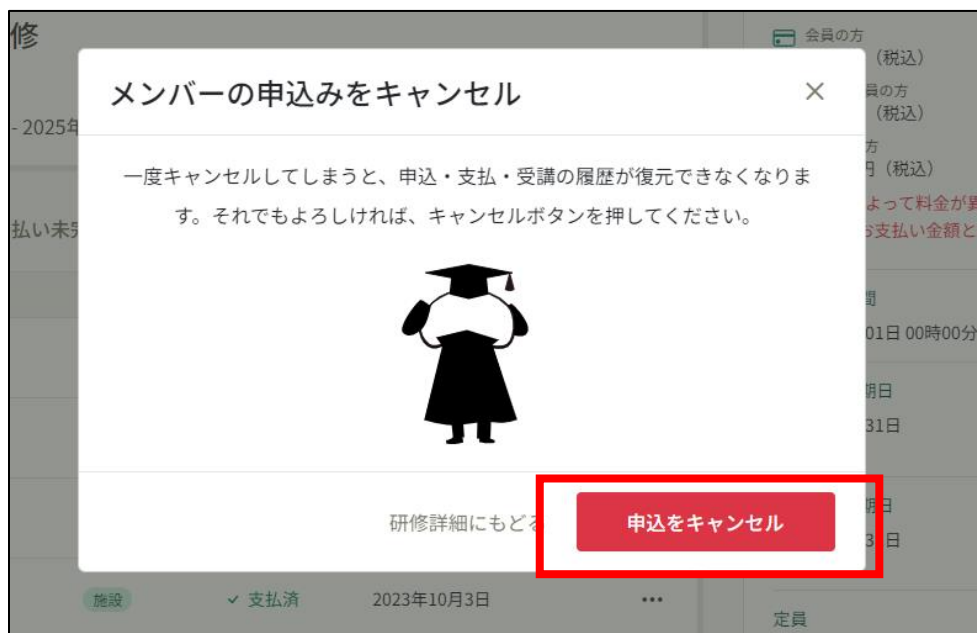 修
会員の方
(税込)
メンバーの申込みをキャンセル
員の方
(税込)
- 2025年
方
円(税込)
一度キャンセルしてしまうと、申込・支払・受講の履歴が復元できなくなりま
す。それでもよろしければ、キャンセルボタンを押してください。
よって料金が異
お支払い金額と
払い未完
間
01日 00時00分
期日
31日
研修詳細にもどる
申込をキャンセル
期日
3 日
施設
支払済
2023年10月3日
定員